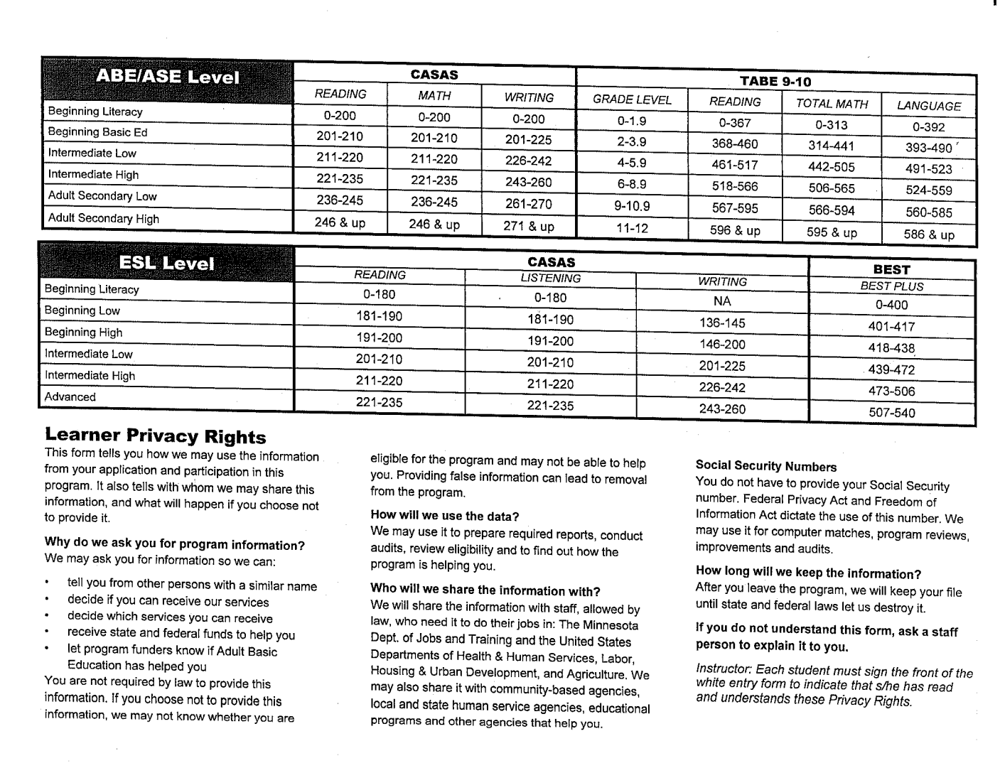 ABE/ASE Level CASAS TABE 9-10
READING MATH WRITING GRADE LEVEL READING TOTAL MATH LANGUAGE
Beginning Literacy 0-200 0-200 0-200 0-1.9 0-367 0-313 0-392
Beginning Basic Ed 201-210 201-210 201-225 2-3.9 368-460 314-441 393-490
Intermediate Low 211-220 211-220 226-242 4-5.9 461-517 442-505 491-523
Intermediate High 221-235 221-235 243-260 6-8.9 518-566 506-565 524-559
Adult Secondary Low 236-245 236-245 261-270 9-10.9 567-595 566-594 560-585
Adult Secondary High 246 & up 246 & up 271 & up 11-12 596 & up 595 & up 586 & up
ESL Level CASAS BEST
READING LISTENING WRITING BEST PLUS
Beginning Literacy 0-180 0-180 NA 0-400
Beginning Low 181-190 181-190 136-145 401-417
Beginning High 191-200 191-200 146-200 418-438
Intermediate Low 201-210 201-210 201-225 439-472
Intermediate High 211-220 211-220 226-242 473-506
Advanced 221-235 221-235 243-260 507-540
Learner Privacy Rights
This form tells you how we may use the information
from your application and participation in this
program. It also tells with whom we may share this
information, and what will happen if you choose not
to provide it.
Why do we ask you for program information?
We may ask you for information so we can:
• tell you from other persons with a similar name
• decide if you can receive our services
• decide which services you can receive
• receive state and federal funds to help you
• let program funders know if Adult Basic
Education has helped you
You are not required by law to provide this
information. If you choose not to provide this
information, we may not know whether you are
eligible for the program and may not be able to help
you. Providing false information can lead to removal
from the program.
How will we use the data?
We may use it to prepare required reports, conduct
audits, review eligibility and to find out how the
program is helping you.
Who will we share the information with?
We will share the information with staff, allowed by
law, who need it to do their jobs in: The Minnesota
Dept. of Jobs and Training and the United States
Departments of Health & Human Services, Labor,
Housing & Urban Development, and Agriculture. We
may also share it with community-based agencies,
local and state human service agencies, educational
programs and other agencies that help you.
Social Security Numbers
You do not have to provide your Social Security
number. Federal Privacy Act and Freedom of
Information Act dictate the use of this number. We
may use it for computer matches, program reviews,
improvements and audits.
How long will we keep the information?
After you leave the program, we will keep your file
until state and federal laws let us destroy it.
If you do not understand this form, ask a staff
person to explain it to you.
Instructor: Each student must sign the front of the
white entry form to indicate that s/he has read
and understands these Privacy Rights.